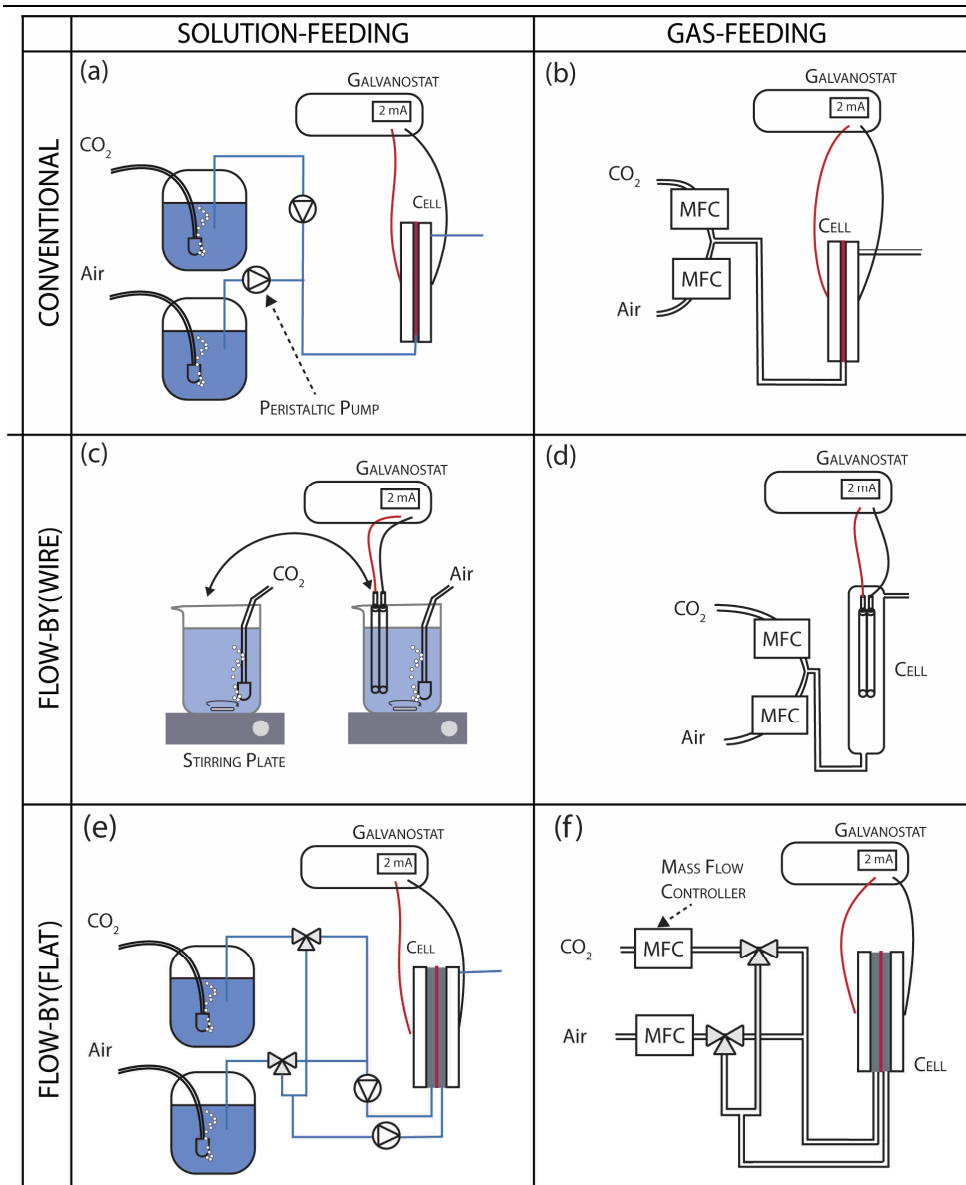 SOLUTION-FEEDING
GAS-FEEDING
CONVENTIONAL
(a)
GALVANOSTAT
2 mA
CO2
CELL
Air
PERISTALTIC PUMP
(b)
GALVANOSTAT
2 mA
CO2
MFC
CELL
MFC
Air
FLOW-BY(WIRE)
(c)
GALVANOSTAT
2 mA
CO2
Air
STIRRING PLATE
(d)
GALVANOSTAT
2 mA
CO2
MFC
CELL
MFC
Air
FLOW-BY(FLAT)
(e)
GALVANOSTAT
2 mA
CO2
CELL
Air
(f)
GALVANOSTAT
2 mA
MASS FLOW
CONTROLLER
CO2
MFC
Air
MFC
CELL